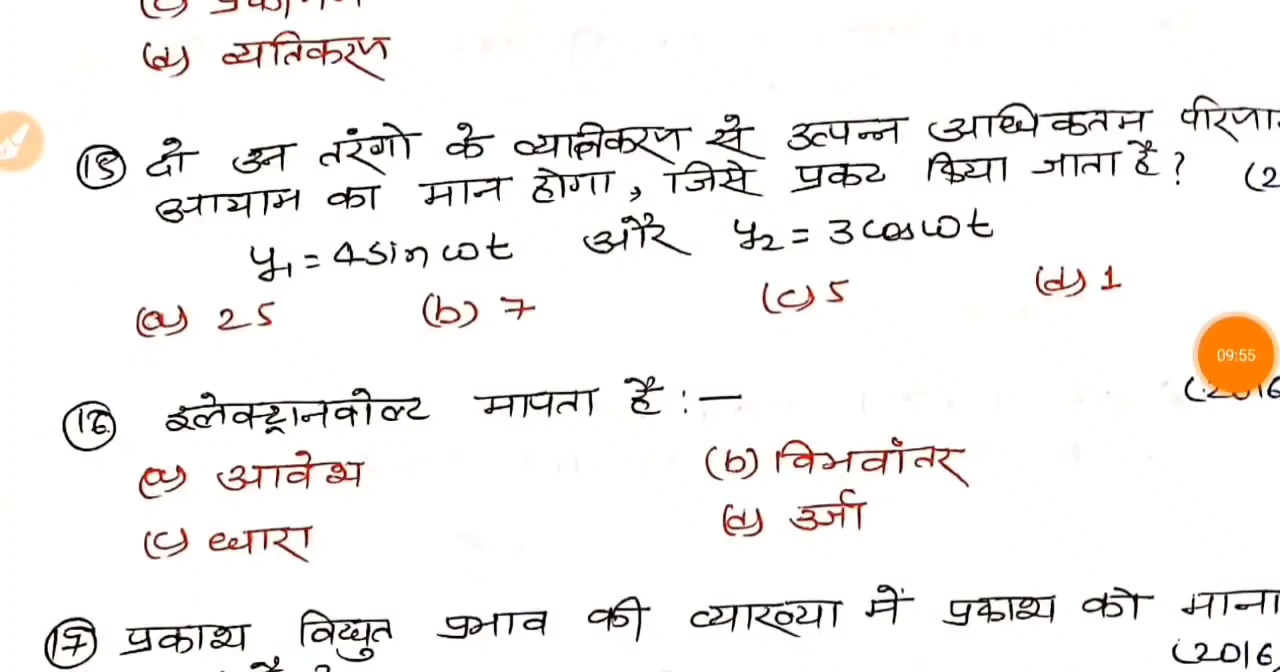 (d) व्यतिकरण
(15) दो उन तरंगो के व्यतिकरण से उत्पन्न अधिकतम
आयाम का मान होगा, जिसे प्रकट किया जाता है? (2
y₁ = 4 sin ωt और y₂ = 3 cos ωt
(a) 25 (b) 7 (c) 5 (d) 1
09:55
(16) इलेक्ट्रानवोल्ट मापता है :— (2016
(a) आवेश (b) विभवांतर
(c) धारा (d) उर्जा
(17) प्रकाश विद्युत प्रभाव की व्याख्या में प्रकाश को माना
(2016